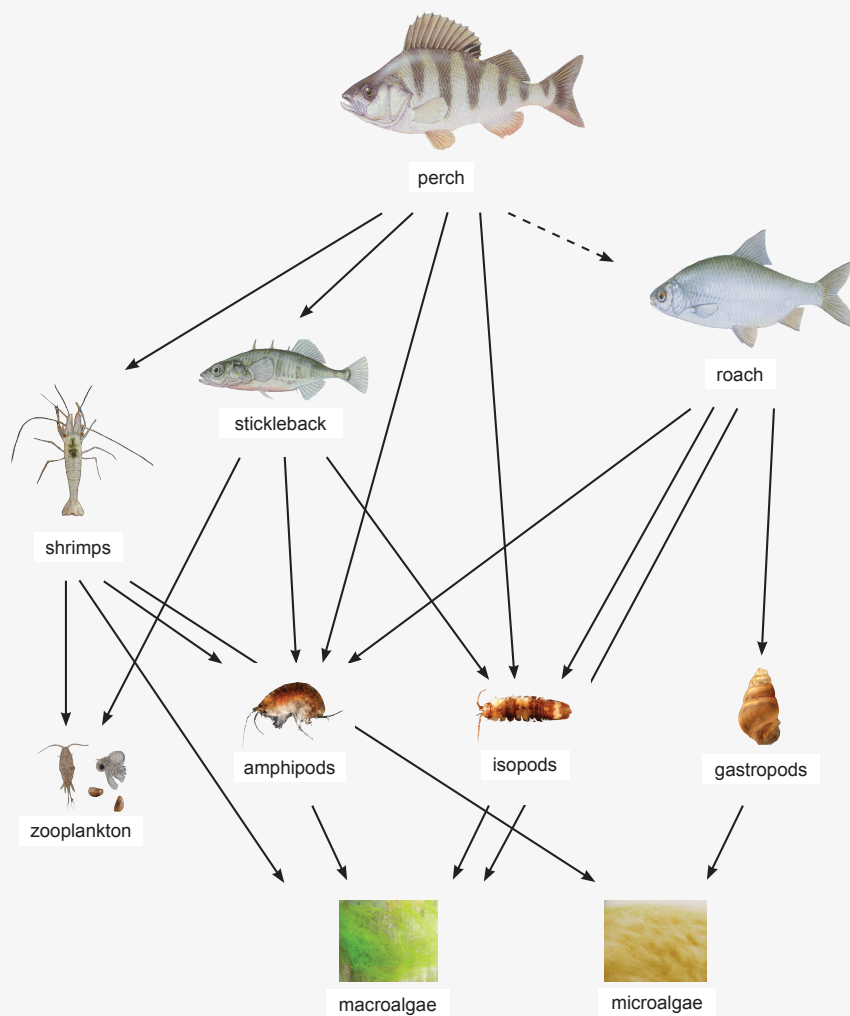 perch
roach
stickleback
shrimps
amphipods
isopods
gastropods
zooplankton
macroalgae
microalgae